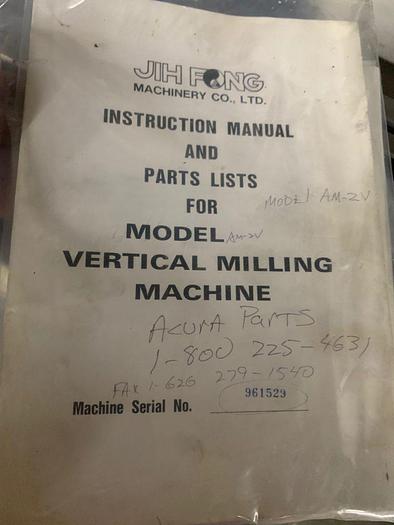 JIH FONG
MACHINERY CO., LTD.
INSTRUCTION MANUAL
AND
PARTS LISTS
FOR
MODEL AM-2V
MODEL AM-2V
VERTICAL MILLING
MACHINE
ACURA PARTS
1-800 225-4631
FAX 1-626 279-1540
Machine Serial No. 961529